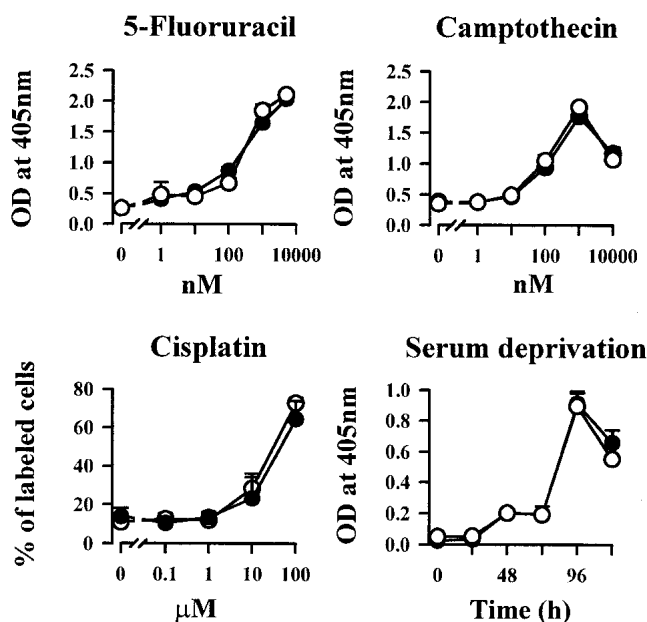 5-Fluoruracil
OD at 405nm
2.5
2.0
1.5
1.0
0.5
0.0
0 1 100 10000
nM
Camptothecin
OD at 405nm
2.5
2.0
1.5
1.0
0.5
0.0
0 1 100 10000
nM
Cisplatin
% of labeled cells
80
60
40
20
0
0 0.1 1 10 100
μM
Serum deprivation
OD at 405nm
1.0
0.8
0.6
0.4
0.2
0.0
0 48 96
Time (h)